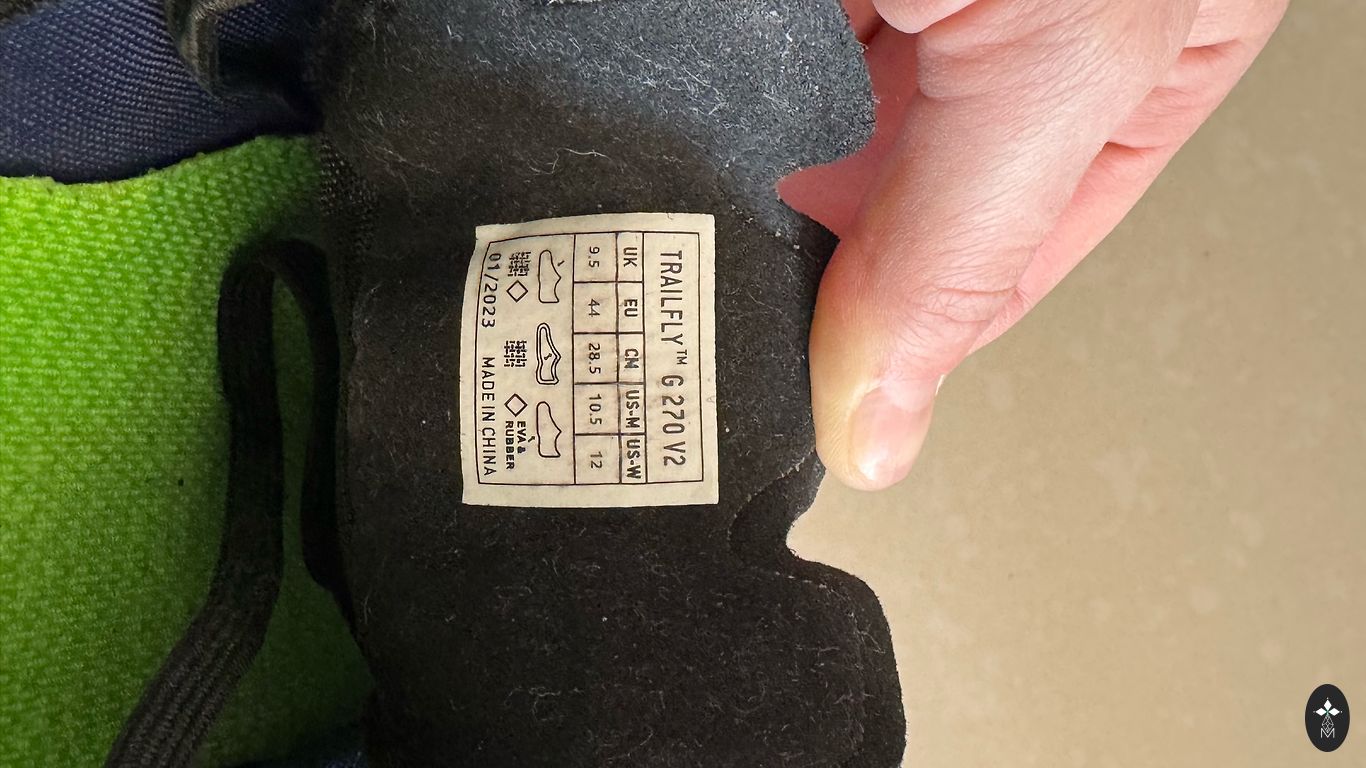 TRAILFLY™ G 270 V2
UK EU CM US-M US-W
9.5 44 28.5 10.5 12
EVA &
RUBBER
01/2023 MADE IN CHINA
M